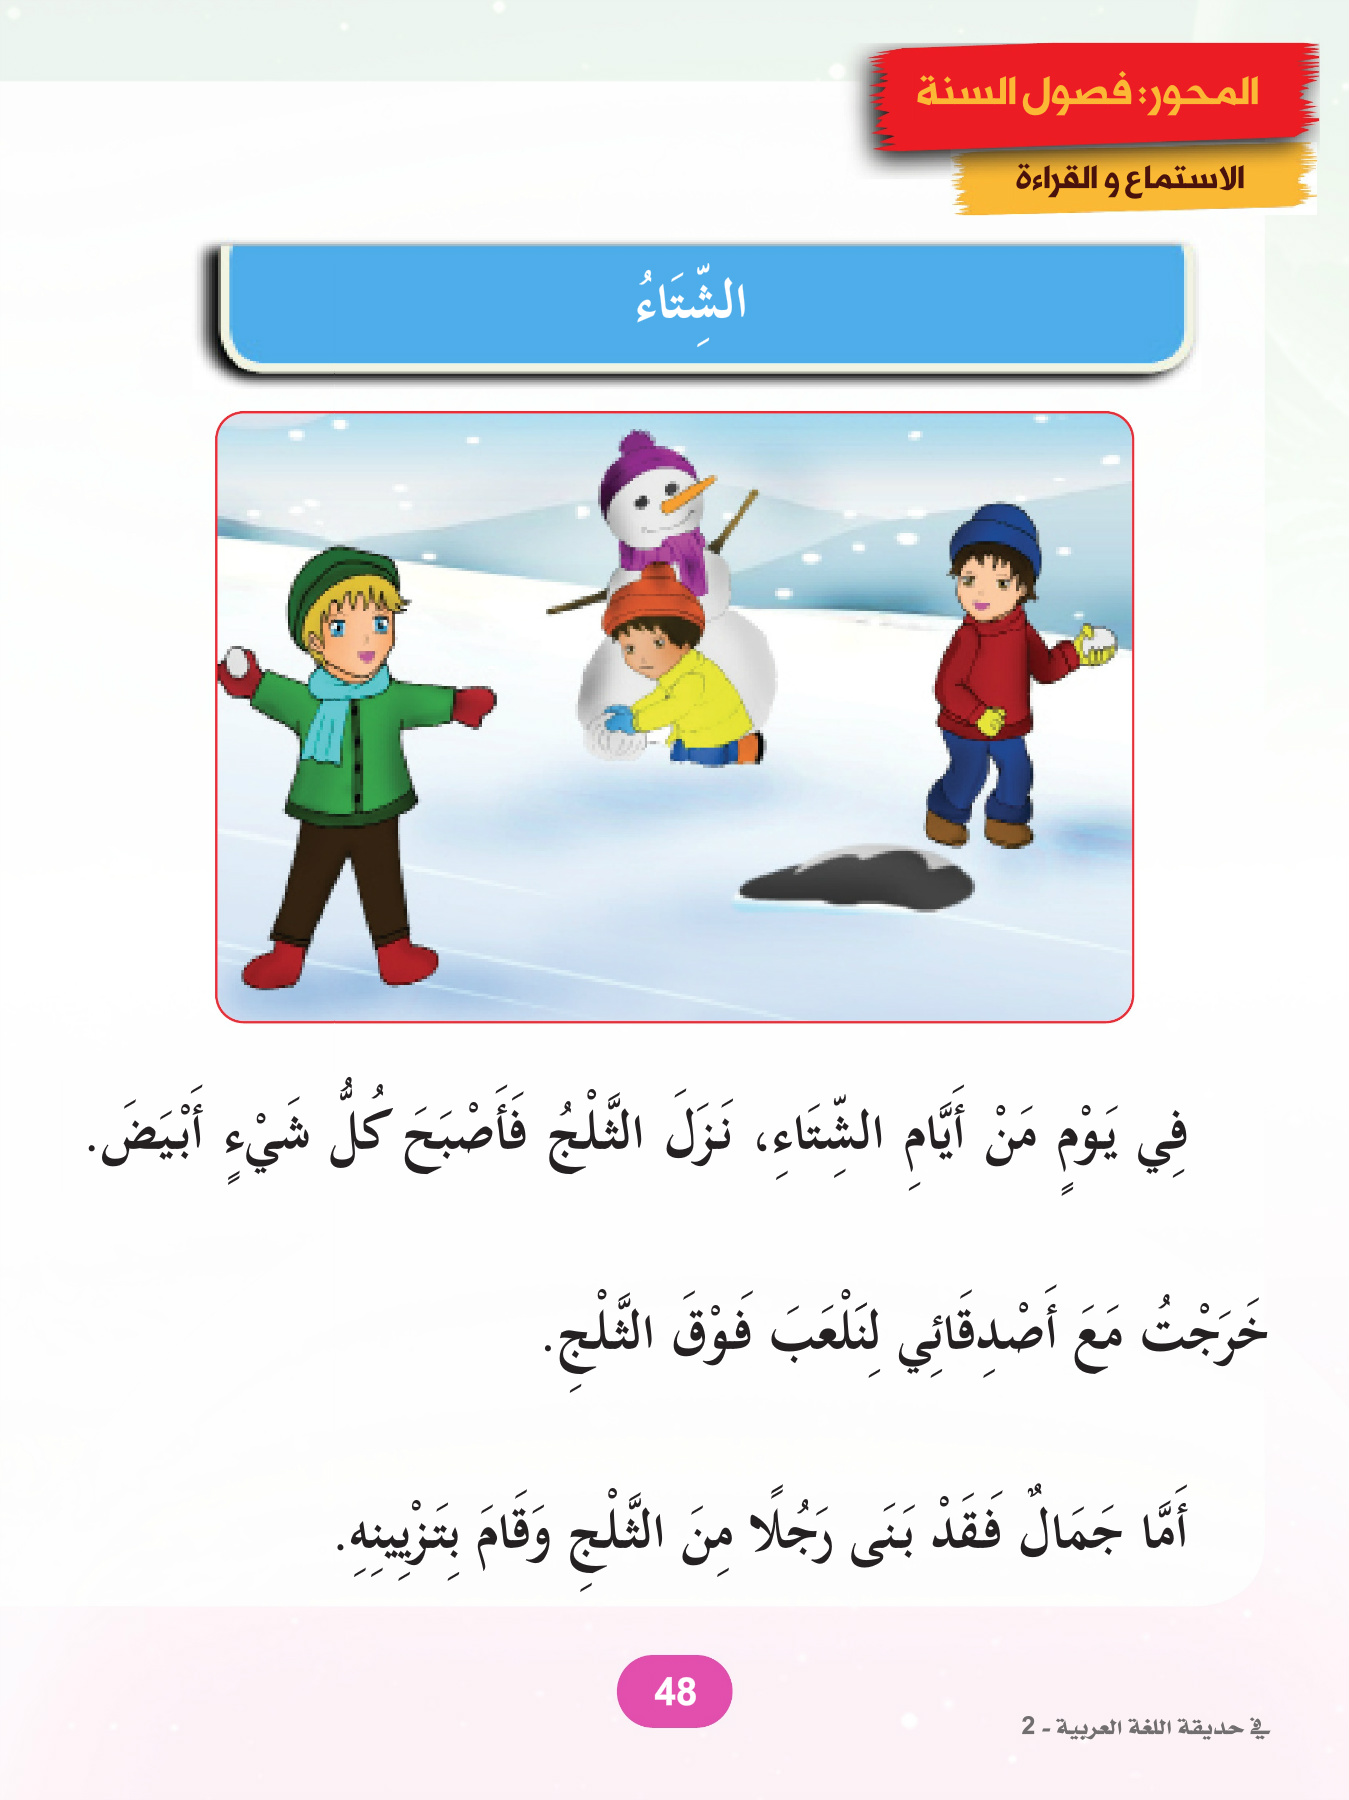 المحور: فصول السنة
الاستماع و القراءة
الشِّتَاءُ
فِي يَوْمٍ مَنْ أَيَّامِ الشِّتَاءِ، نَزَلَ الثَّلْجُ فَأَصْبَحَ كُلُّ شَيْءٍ أَبْيَضَ.
خَرَجْتُ مَعَ أَصْدِقَائِي لِنَلْعَبَ فَوْقَ الثَّلْجِ.
أَمَّا جَمَالٌ فَقَدْ بَنَى رَجُلًا مِنَ الثَّلْجِ وَقَامَ بِتَزْيِينِهِ.
48
في حديقة اللغة العربية - 2